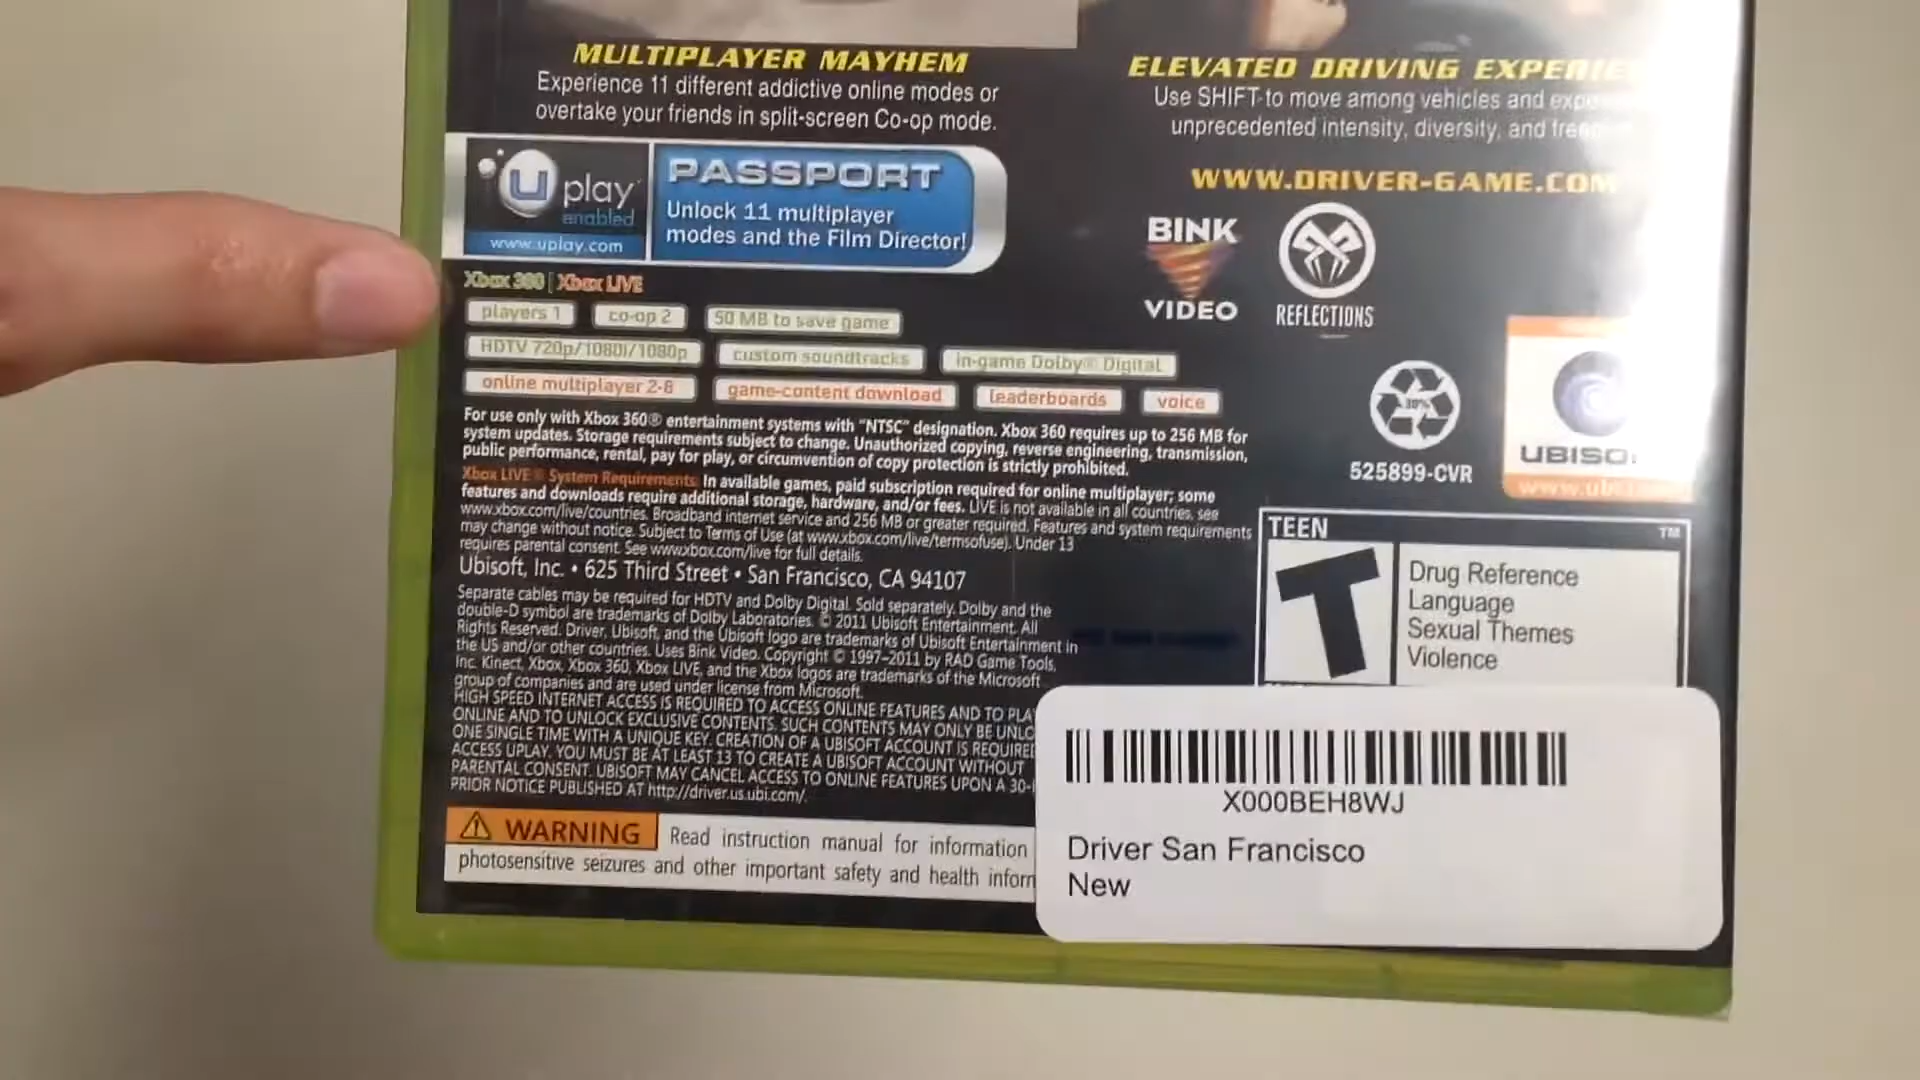 MULTIPLAYER MAYHEM
Experience 11 different addictive online modes or
overtake your friends in split-screen Co-op mode.
ELEVATED DRIVING
Use SHIFT to move among vehicles and
unprecedented intensity, diversity, and
WWW.DRIVER-GAME.COM
U play
enabled
www.uplay.com
PASSPORT
Unlock 11 multiplayer
modes and the Film Director!
BINK
VIDEO
REFLECTIONS
Xbox 360 | Xbox LIVE
players 1
co-op 2
50 MB to save game
HDTV 720p/1080i/1080p
custom soundtracks
in-game Dolby® Digital
online multiplayer 2-8
game-content download
leaderboards
voice
30%
525899-CVR
For use only with Xbox 360® entertainment systems with "NTSC" designation. Xbox 360 requires up to 256 MB for
system updates. Storage requirements subject to change. Unauthorized copying, reverse engineering, transmission,
public performance, rental, pay for play, or circumvention of copy protection is strictly prohibited.
Xbox LIVE® System Requirements: In available games, paid subscription required for online multiplayer; some
features and downloads require additional storage, hardware, and/or fees. LIVE is not available in all countries, see
www.xbox.com/live/countries. Broadband internet service and 256 MB or greater required. Features and system requirements
may change without notice. Subject to Terms of Use (at www.xbox.com/live/termsofuse). Under 13
requires parental consent. See www.xbox.com/live for full details.
Ubisoft, Inc. • 625 Third Street • San Francisco, CA 94107
Separate cables may be required for HDTV and Dolby Digital. Sold separately. Dolby and the
double-D symbol are trademarks of Dolby Laboratories. © 2011 Ubisoft Entertainment. All
Rights Reserved. Driver, Ubisoft, and the Ubisoft logo are trademarks of Ubisoft Entertainment in
the US and/or other countries. Uses Bink Video. Copyright © 1997-2011 by RAD Game Tools,
Inc. Kinect, Xbox, Xbox 360, Xbox LIVE, and the Xbox logos are trademarks of the Microsoft
group of companies and are used under license from Microsoft.
HIGH SPEED INTERNET ACCESS IS REQUIRED TO ACCESS ONLINE FEATURES AND TO PLA
ONLINE AND TO UNLOCK EXCLUSIVE CONTENTS. SUCH CONTENTS MAY ONLY BE UNLO
ONE SINGLE TIME WITH A UNIQUE KEY. CREATION OF A UBISOFT ACCOUNT IS REQUIRE
ACCESS UPLAY. YOU MUST BE AT LEAST 13 TO CREATE A UBISOFT ACCOUNT WITHOUT
PARENTAL CONSENT. UBISOFT MAY CANCEL ACCESS TO ONLINE FEATURES UPON A 30-
PRIOR NOTICE PUBLISHED AT http://driver.us.ubi.com/.
TEEN
TM
T
Drug Reference
Language
Sexual Themes
Violence
WARNING Read instruction manual for information
photosensitive seizures and other important safety and health inform
X000BEH8WJ
Driver San Francisco
New